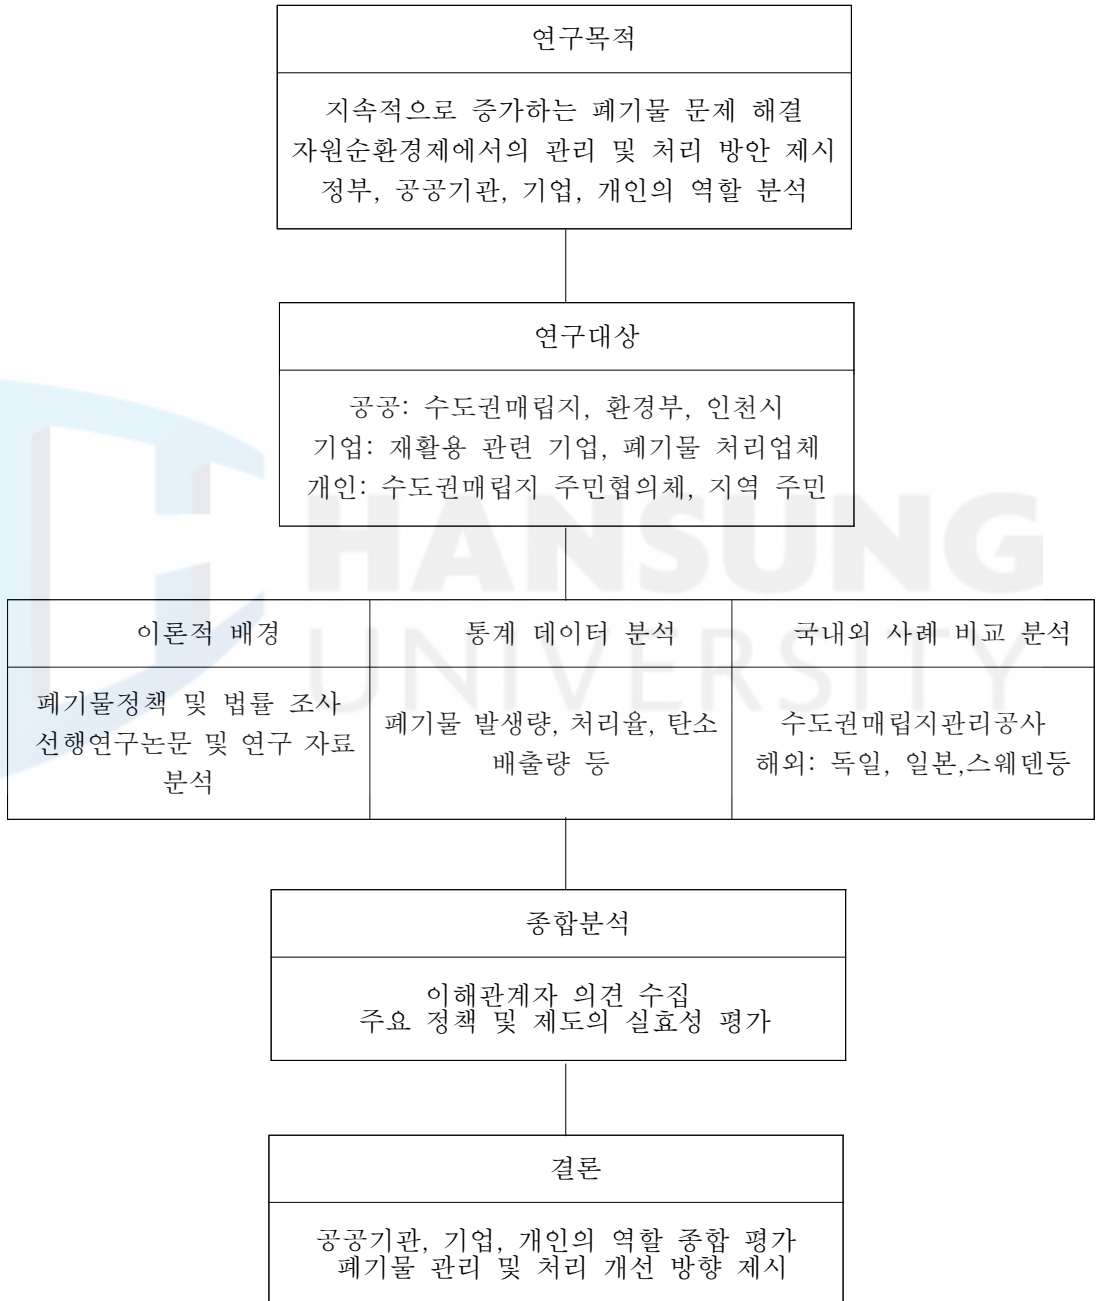 연구목적
지속적으로 증가하는 폐기물 문제 해결
자원순환경제에서의 관리 및 처리 방안 제시
정부, 공공기관, 기업, 개인의 역할 분석
연구대상
공공: 수도권매립지, 환경부, 인천시
기업: 재활용 관련 기업, 폐기물 처리업체
개인: 수도권매립지 주민협의체, 지역 주민
HANSUNG
UNIVERSITY
이론적 배경
폐기물정책 및 법률 조사
선행연구논문 및 연구 자료
분석
통계 데이터 분석
폐기물 발생량, 처리율, 탄소
배출량 등
국내외 사례 비교 분석
수도권매립지관리공사
해외: 독일, 일본,스웨덴등
종합분석
이해관계자 의견 수집
주요 정책 및 제도의 실효성 평가
결론
공공기관, 기업, 개인의 역할 종합 평가
폐기물 관리 및 처리 개선 방향 제시